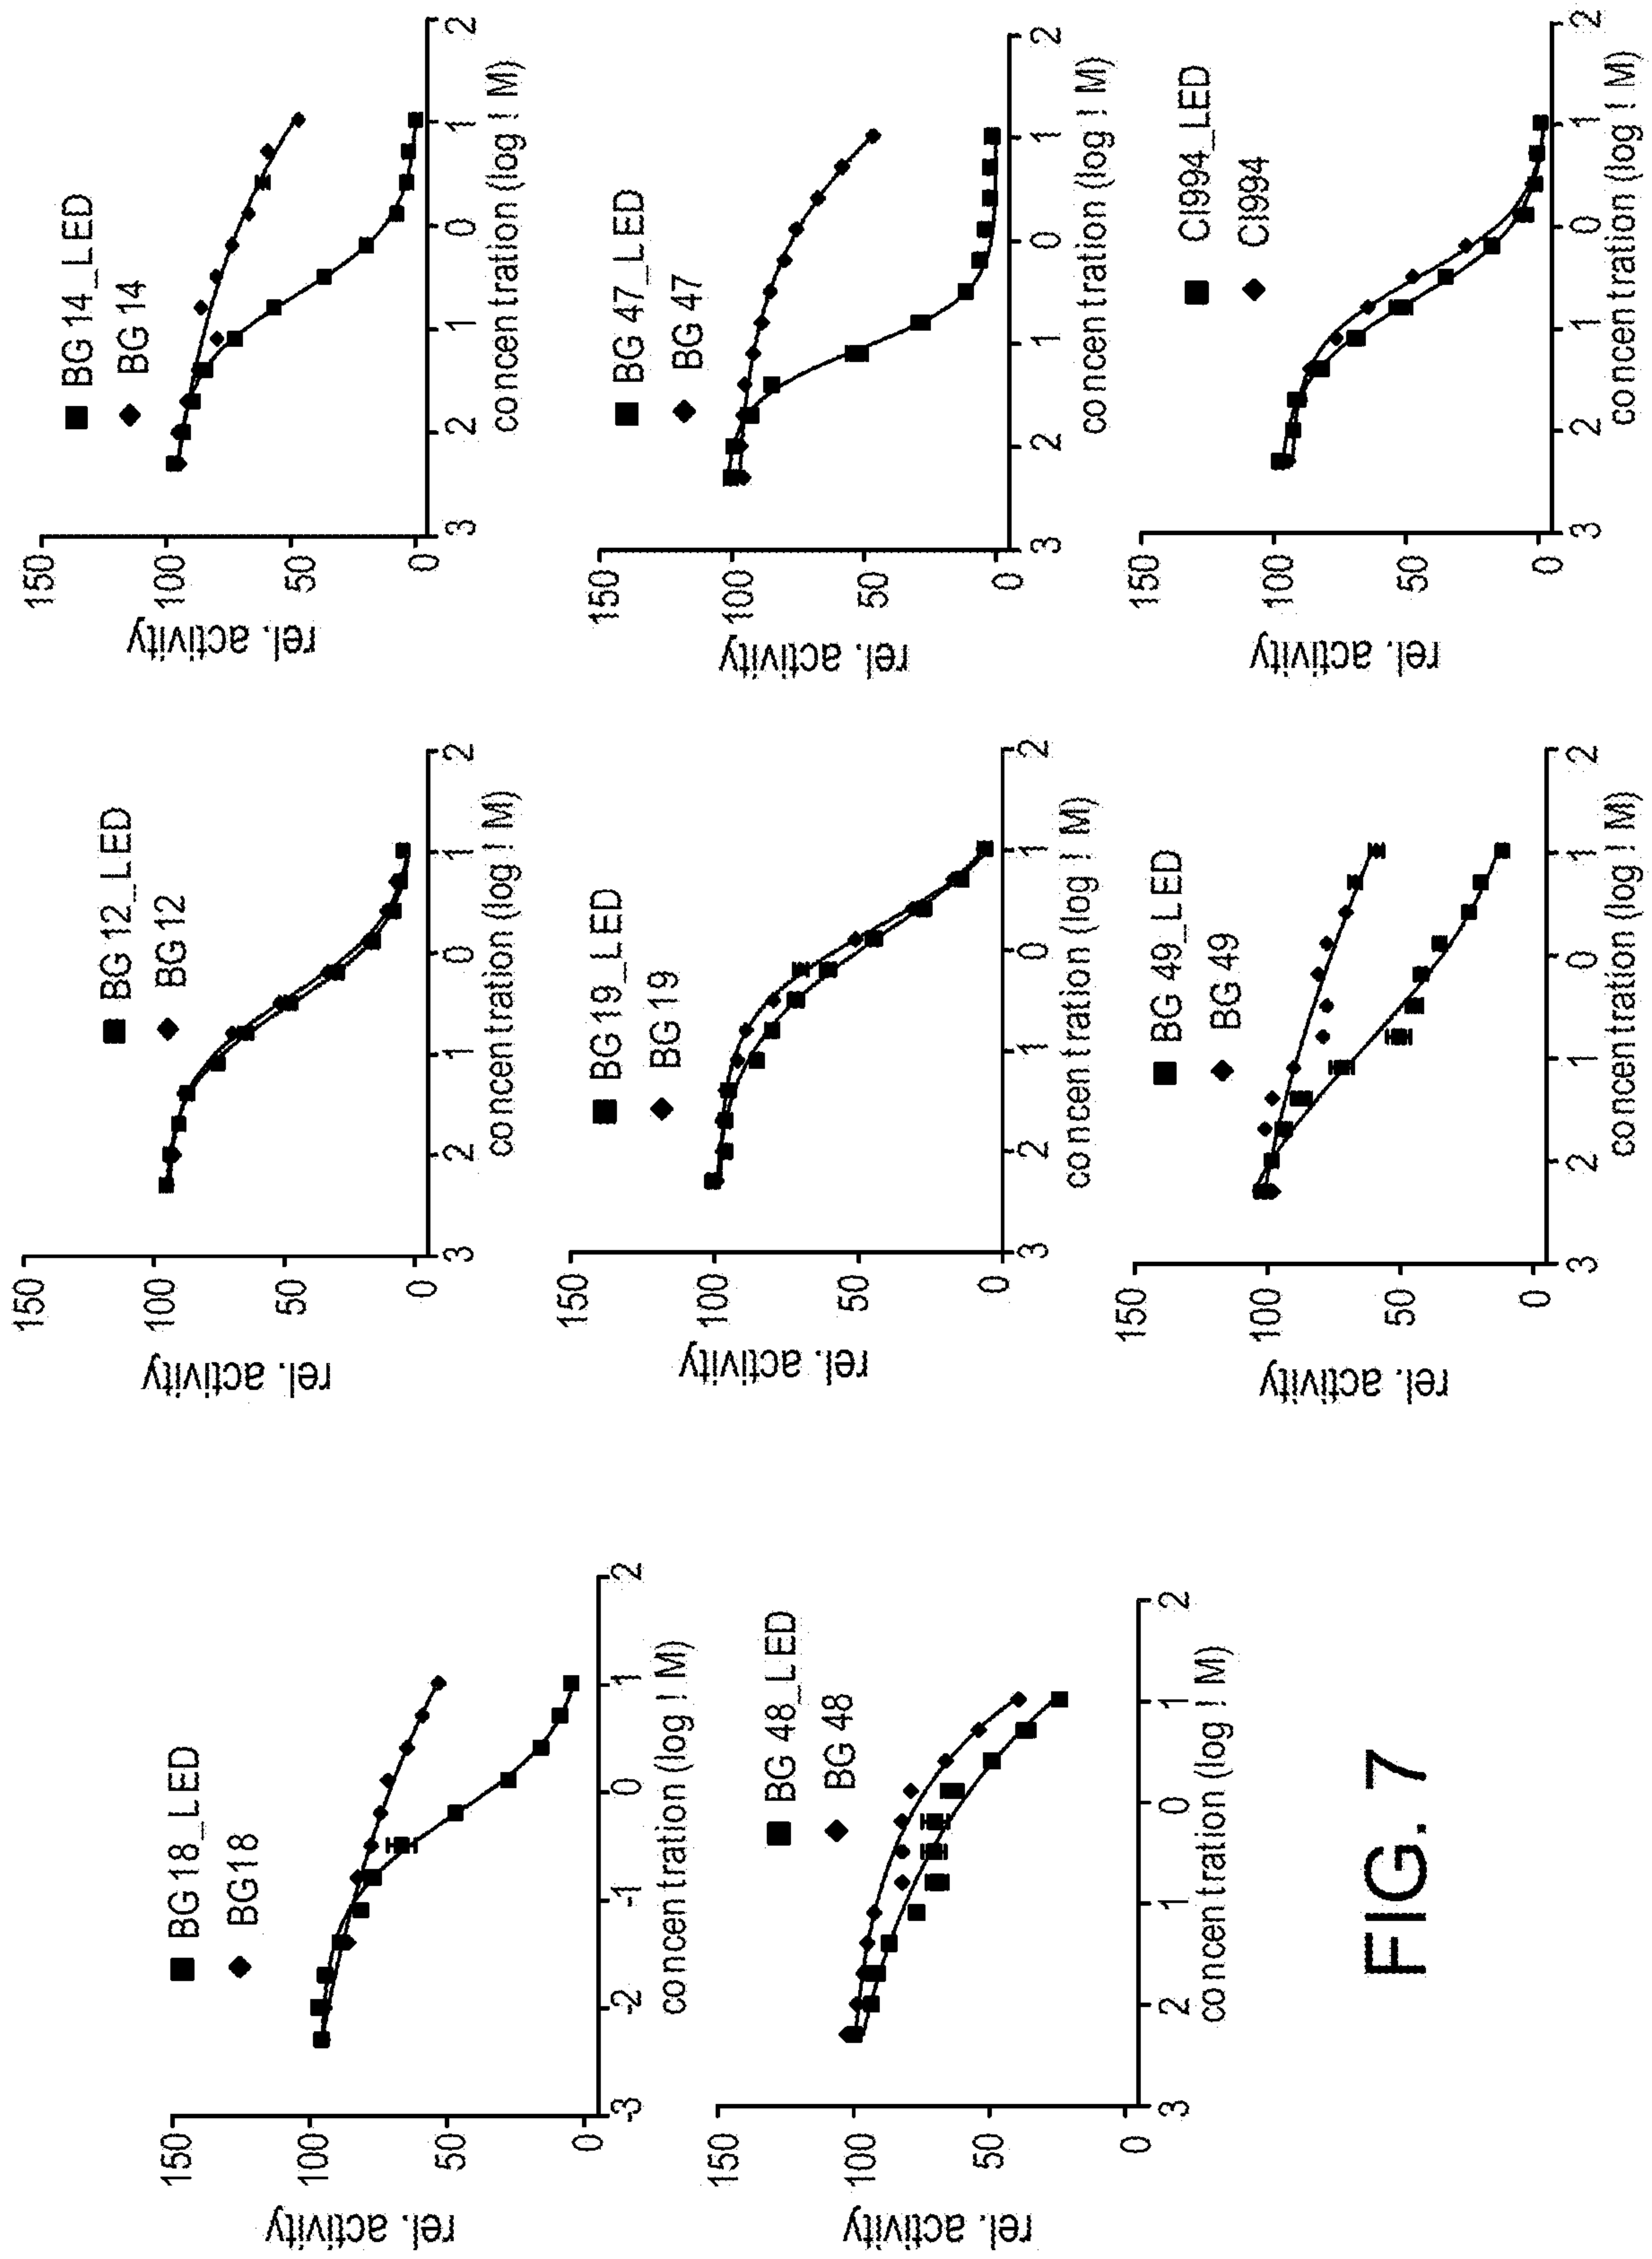 BG18_LED
BG18
150
100
50
0
rel. activity
-3 -2 -1 0 1 2
concentration (log ! M)
BG 12_LED
BG 12
150
100
50
0
rel. activity
3 2 1 0 1 2
concentration (log ! M)
BG 14_LED
BG 14
150
100
50
0
rel. activity
3 2 1 0 1 2
concentration (log ! M)
BG 48_LED
BG 48
150
100
50
0
rel. activity
3 2 1 0 1 2
concentration (log ! M)
BG19_LED
BG19
150
100
50
0
rel. activity
3 2 1 0 1 2
concentration (log ! M)
BG 47_LED
BG 47
150
100
50
0
rel. activity
3 2 1 0 1 2
concentration (log ! M)
BG 49_LED
BG 49
150
100
50
0
rel. activity
3 2 1 0 1 2
concentration (log ! M)
CI994_LED
CI994
150
100
50
0
rel. activity
3 2 1 0 1 2
concentration (log ! M)
FIG. 7